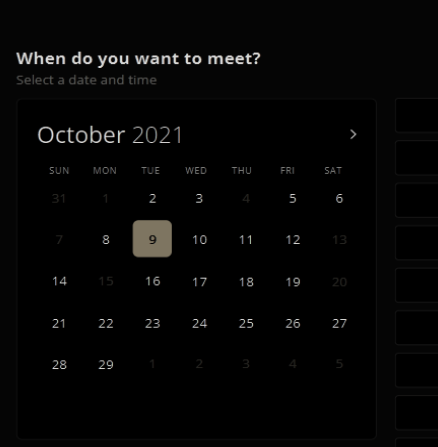 When do you want to meet?
Select a date and time
October 2021 >
SUN MON TUE WED THU FRI SAT
31 1 2 3 4 5 6
7 8 9 10 11 12 13
14 15 16 17 18 19 20
21 22 23 24 25 26 27
28 29 1 2 3 4 5